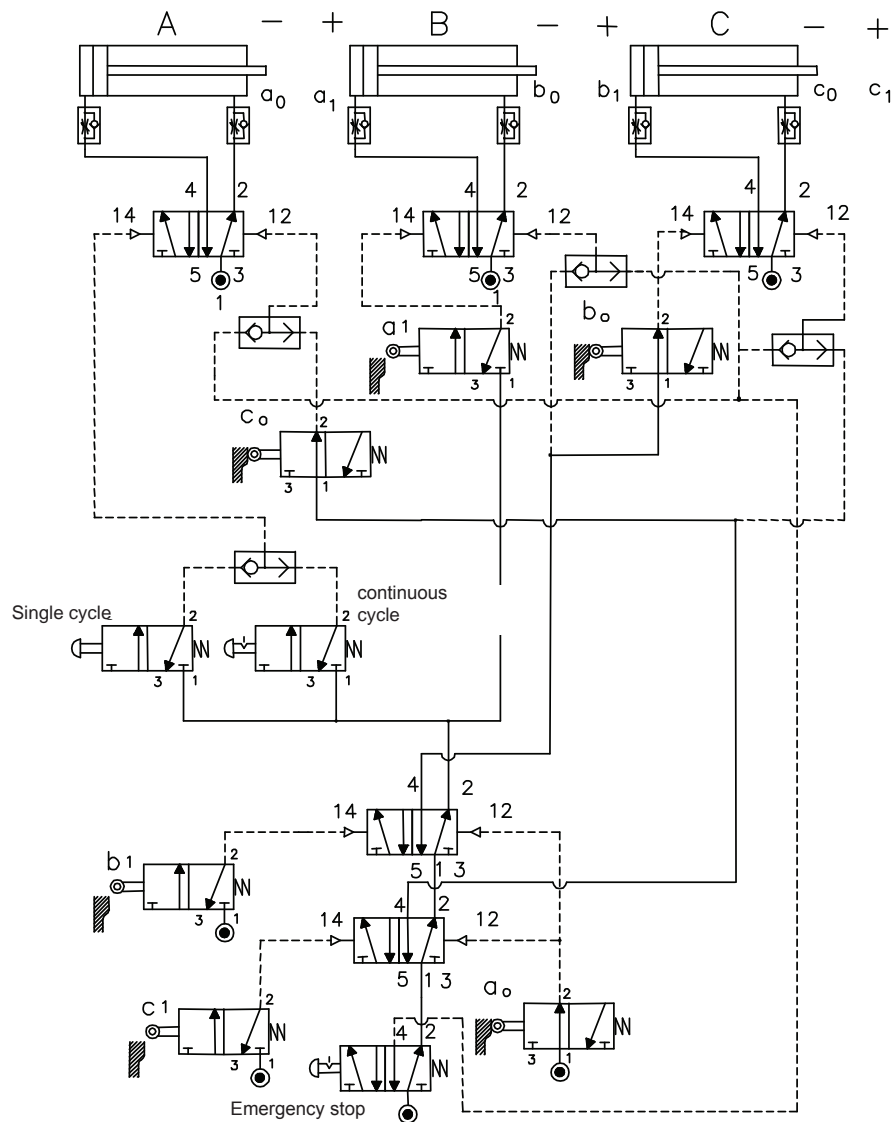 A − + B − + C − +
a0 a1 b0 b1 c0 c1
4 2 4 2 4 2
14 12 14 12 14 12
5 3 5 3 5 3
1 1
a1 2 bo 2
3 1 3 1
co 2
3 1
continuous
cycle
Single cycle
2 2
3 1 3 1
4 2
14 12
b1 2
5 1 3
3 1
4 2
14 12
5 1 3
c1 2 ao 2
4 2
3 1 3 1
Emergency stop